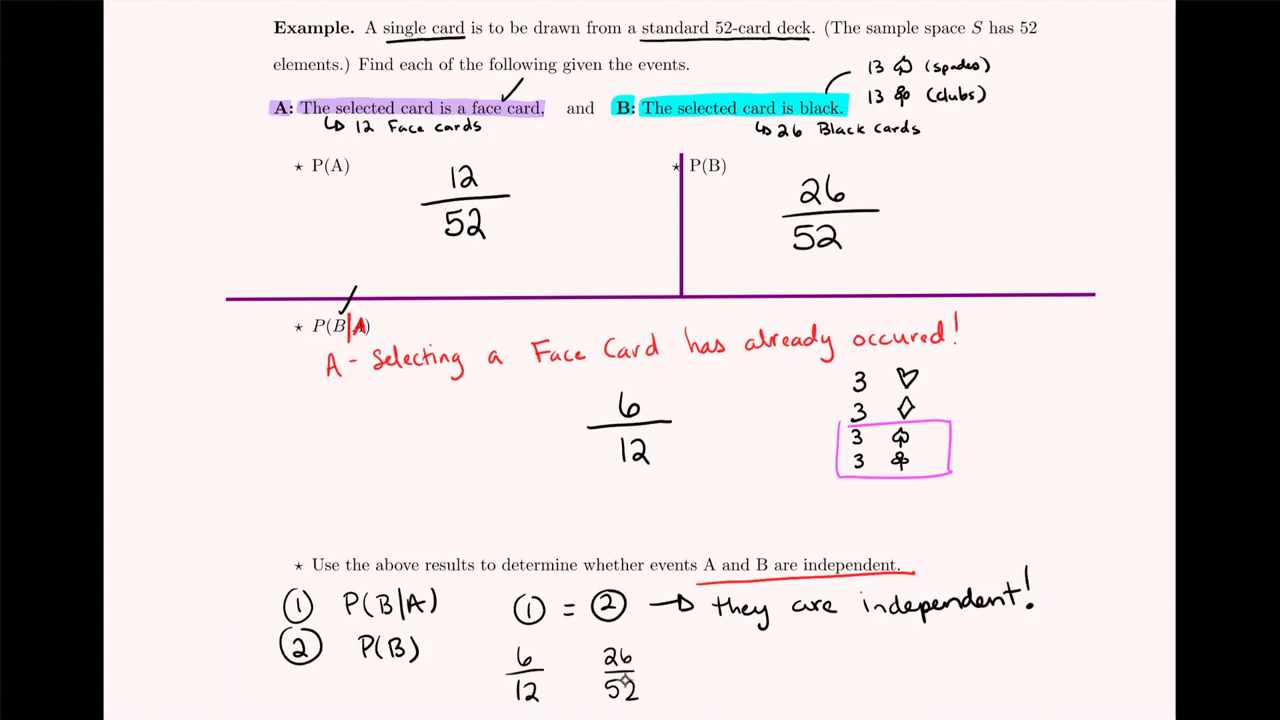 Example. A single card is to be drawn from a standard 52-card deck. (The sample space S has 52
elements.) Find each of the following given the events.
13 ♤ (spades)
13 ♧ (clubs)
A: The selected card is a face card, and B: The selected card is black.
↳ 12 Face cards
↳ 26 Black cards
⋆ P(A)
12
52
⋆ P(B)
26
52
⋆ P(B|A)
A - Selecting a Face Card has already occured!
6
12
3 ♡
3 ♢
3 ♤
3 ♧
⋆ Use the above results to determine whether events A and B are independent.
① P(B|A) ① = ② → they are independent!
② P(B)
6 26
12 52